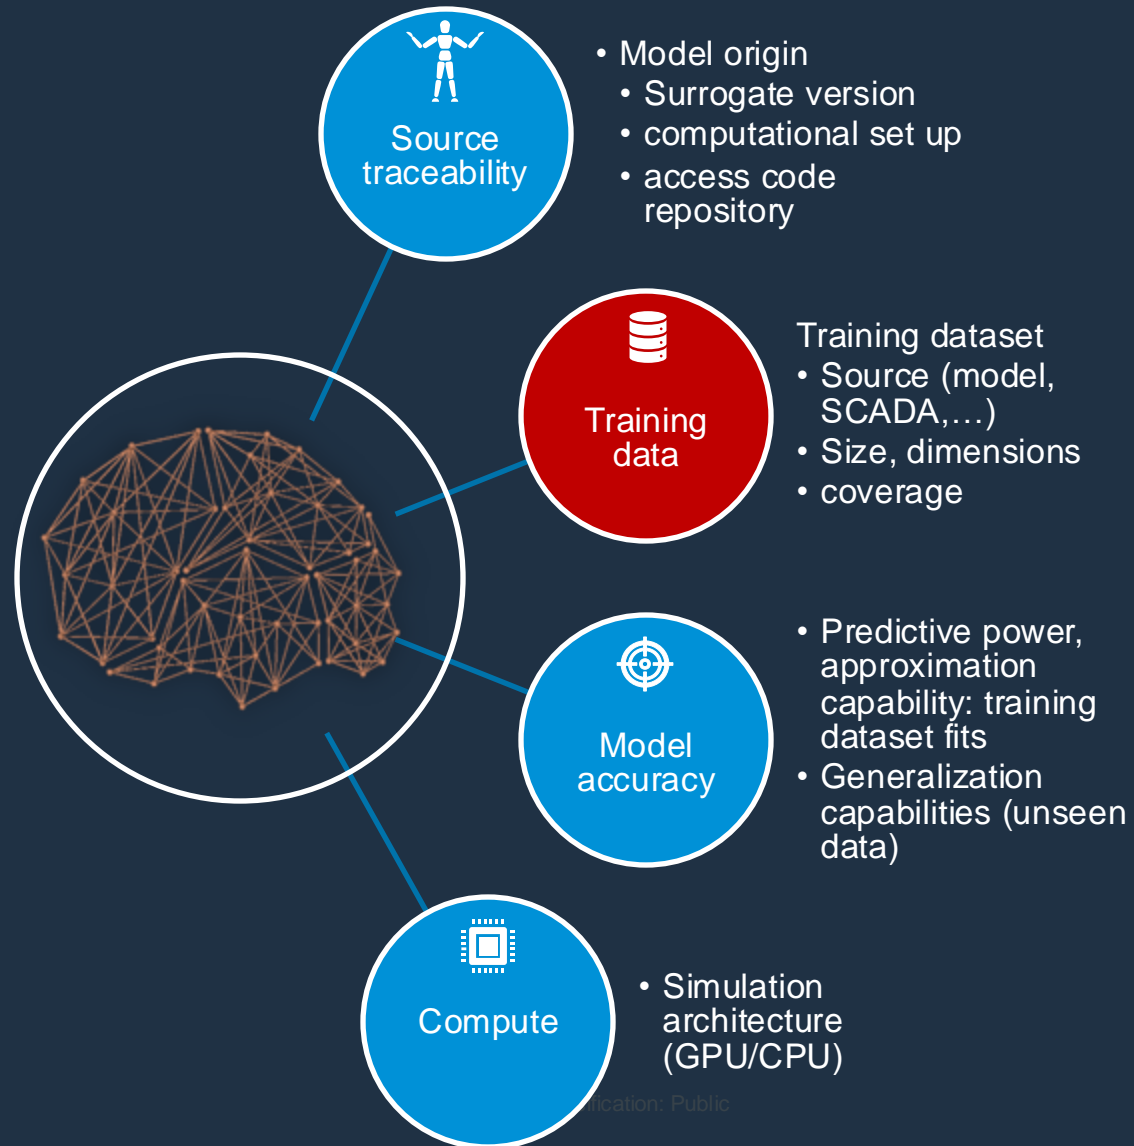 Source
traceability
• Model origin
• Surrogate version
• computational set up
• access code
repository
Training
data
Training dataset
• Source (model,
SCADA,…)
• Size, dimensions
• coverage
Model
accuracy
• Predictive power,
approximation
capability: training
dataset fits
• Generalization
capabilities (unseen
data)
Compute
• Simulation
architecture
(GPU/CPU)
Public